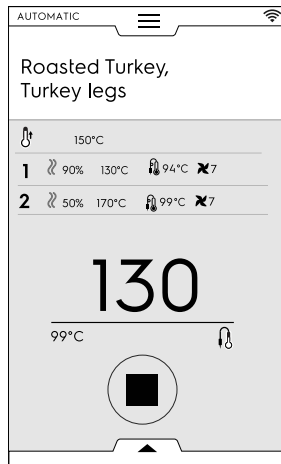 AUTOMATIC
Roasted Turkey,
Turkey legs
150°C
1 90% 130°C 94°C 7
2 50% 170°C 99°C 7
130
99°C